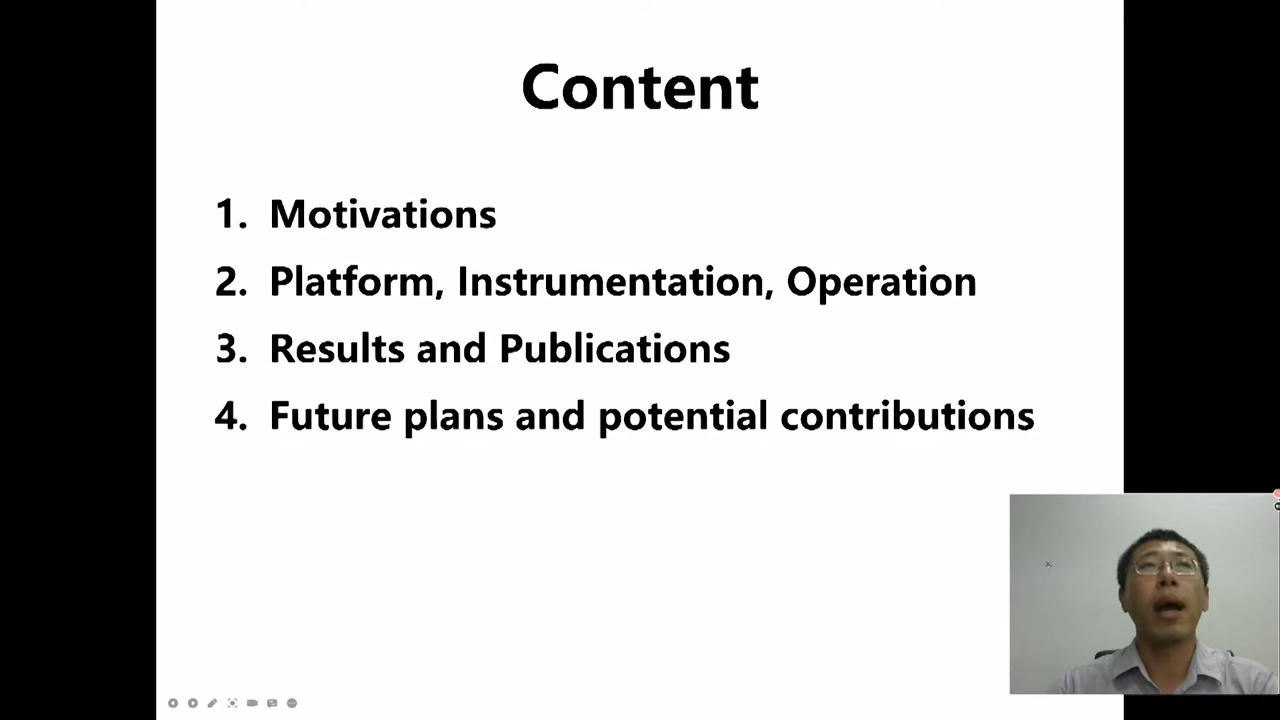 Content
1. Motivations
2. Platform, Instrumentation, Operation
3. Results and Publications
4. Future plans and potential contributions